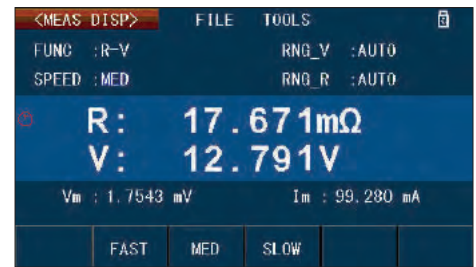 <MEAS DISP> FILE TOOLS
FUNC :R-V RNG_V :AUTO
SPEED :MED RNG_R :AUTO
R: 17.671mΩ
V: 12.791V
Vm : 1.7543 mV Im : 99.280 mA
FAST MED SLOW